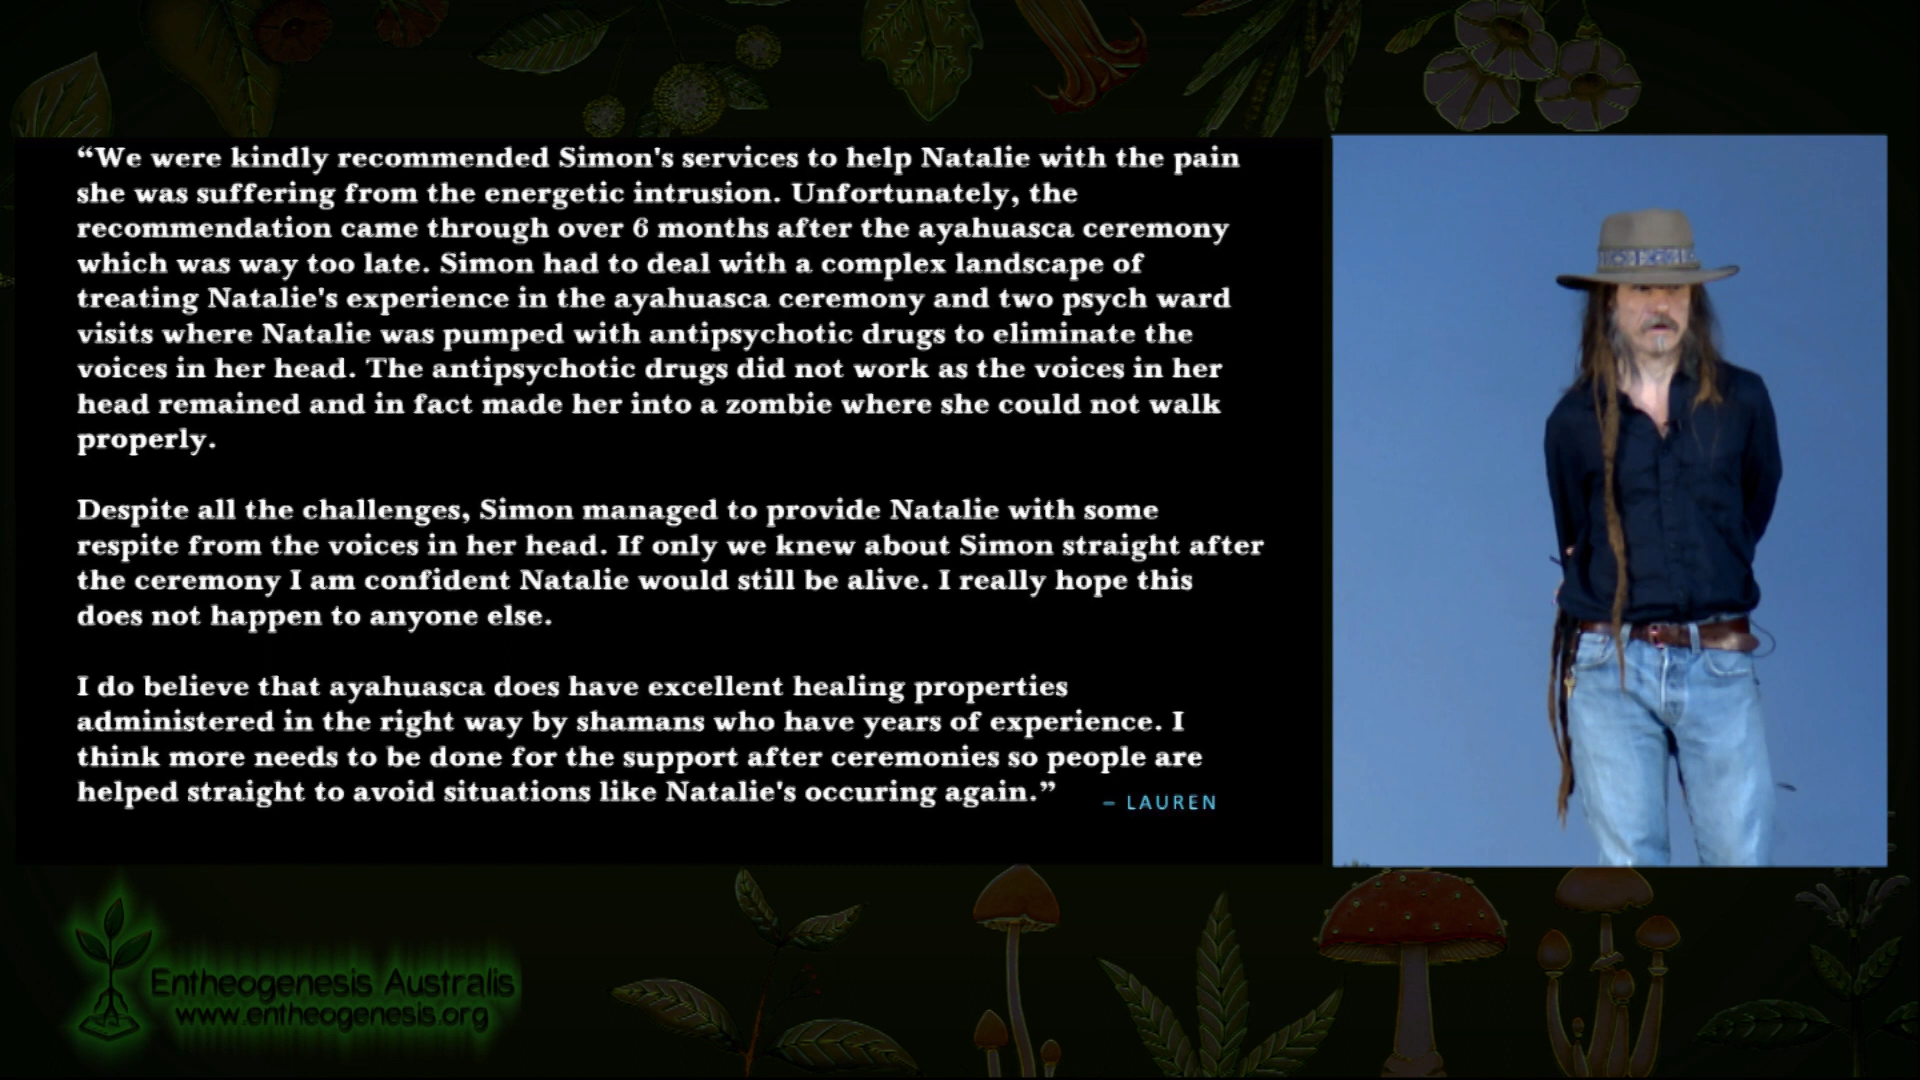 “We were kindly recommended Simon's services to help Natalie with the pain
she was suffering from the energetic intrusion. Unfortunately, the
recommendation came through over 6 months after the ayahuasca ceremony
which was way too late. Simon had to deal with a complex landscape of
treating Natalie's experience in the ayahuasca ceremony and two psych ward
visits where Natalie was pumped with antipsychotic drugs to eliminate the
voices in her head. The antipsychotic drugs did not work as the voices in her
head remained and in fact made her into a zombie where she could not walk
properly.
Despite all the challenges, Simon managed to provide Natalie with some
respite from the voices in her head. If only we knew about Simon straight after
the ceremony I am confident Natalie would still be alive. I really hope this
does not happen to anyone else.
I do believe that ayahuasca does have excellent healing properties
administered in the right way by shamans who have years of experience. I
think more needs to be done for the support after ceremonies so people are
helped straight to avoid situations like Natalie's occuring again.”
– LAUREN
Entheogenesis Australis
www.entheogenesis.org